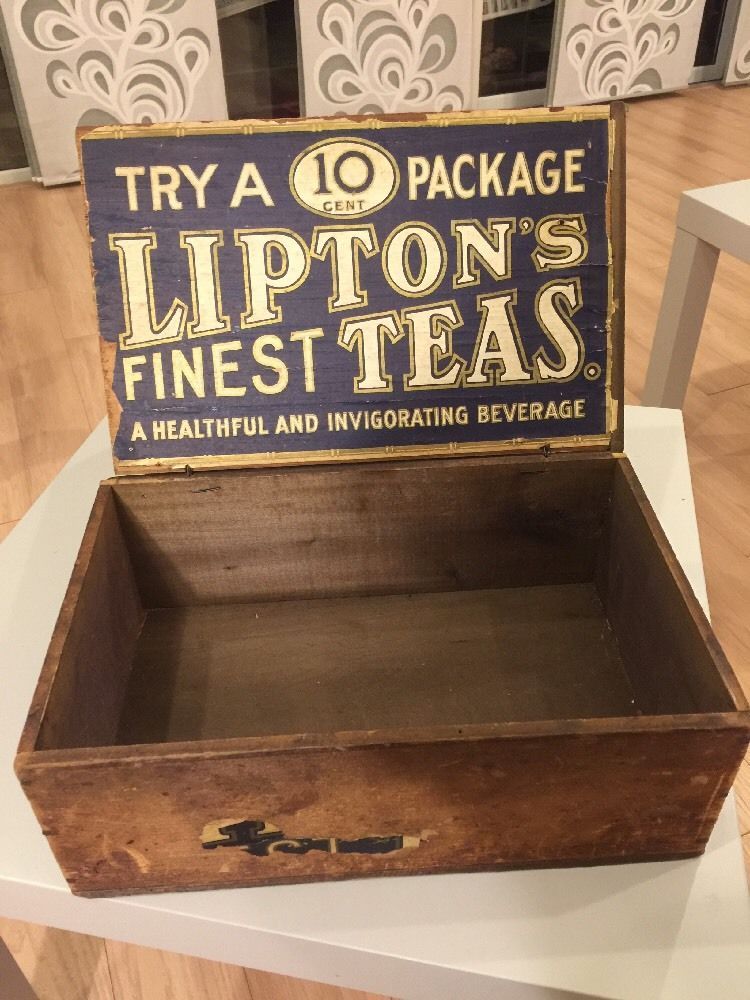 TRY A 10 CENT PACKAGE
LIPTON'S
FINEST TEAS.
A HEALTHFUL AND INVIGORATING BEVERAGE